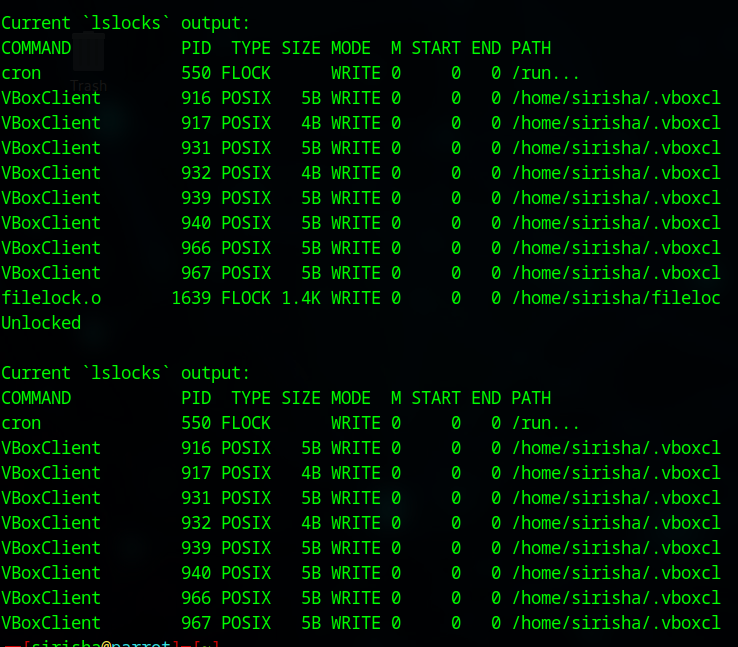 Current `lslocks` output:
COMMAND PID TYPE SIZE MODE M START END PATH
Trash
cron 550 FLOCK WRITE 0 0 0 /run...
VBoxClient 916 POSIX 5B WRITE 0 0 0 /home/sirisha/.vboxcl
VBoxClient 917 POSIX 4B WRITE 0 0 0 /home/sirisha/.vboxcl
VBoxClient 931 POSIX 5B WRITE 0 0 0 /home/sirisha/.vboxcl
VBoxClient 932 POSIX 4B WRITE 0 0 0 /home/sirisha/.vboxcl
VBoxClient 939 POSIX 5B WRITE 0 0 0 /home/sirisha/.vboxcl
VBoxClient 940 POSIX 5B WRITE 0 0 0 /home/sirisha/.vboxcl
VBoxClient 966 POSIX 5B WRITE 0 0 0 /home/sirisha/.vboxcl
VBoxClient 967 POSIX 5B WRITE 0 0 0 /home/sirisha/.vboxcl
filelock.o 1639 FLOCK 1.4K WRITE 0 0 0 /home/sirisha/fileloc
Unlocked
Current `lslocks` output:
COMMAND PID TYPE SIZE MODE M START END PATH
cron 550 FLOCK WRITE 0 0 0 /run...
VBoxClient 916 POSIX 5B WRITE 0 0 0 /home/sirisha/.vboxcl
VBoxClient 917 POSIX 4B WRITE 0 0 0 /home/sirisha/.vboxcl
VBoxClient 931 POSIX 5B WRITE 0 0 0 /home/sirisha/.vboxcl
VBoxClient 932 POSIX 4B WRITE 0 0 0 /home/sirisha/.vboxcl
VBoxClient 939 POSIX 5B WRITE 0 0 0 /home/sirisha/.vboxcl
VBoxClient 940 POSIX 5B WRITE 0 0 0 /home/sirisha/.vboxcl
VBoxClient 966 POSIX 5B WRITE 0 0 0 /home/sirisha/.vboxcl
VBoxClient 967 POSIX 5B WRITE 0 0 0 /home/sirisha/.vboxcl
[sirisha@parrot]─[~]